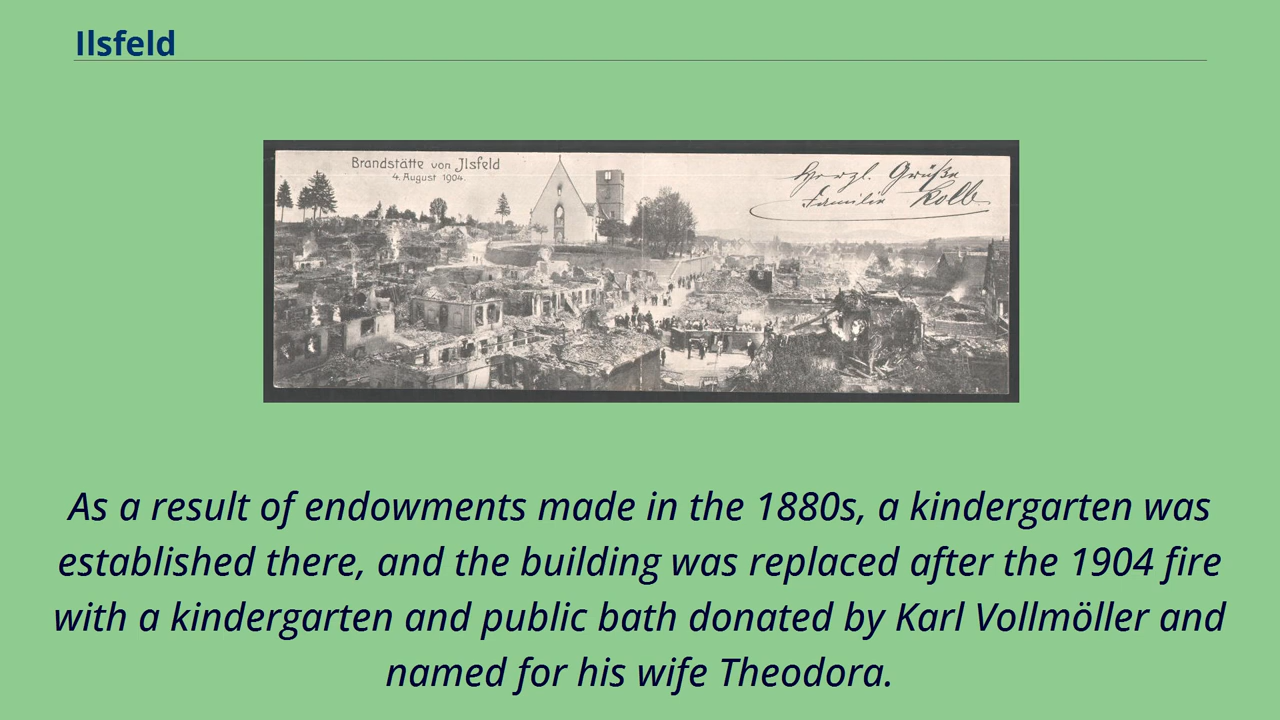 Ilsfeld
Brandstätte von Jlsfeld
4. August 1904.
Herzl. Grüße
Familie Kolb
As a result of endowments made in the 1880s, a kindergarten was
established there, and the building was replaced after the 1904 fire
with a kindergarten and public bath donated by Karl Vollmöller and
named for his wife Theodora.